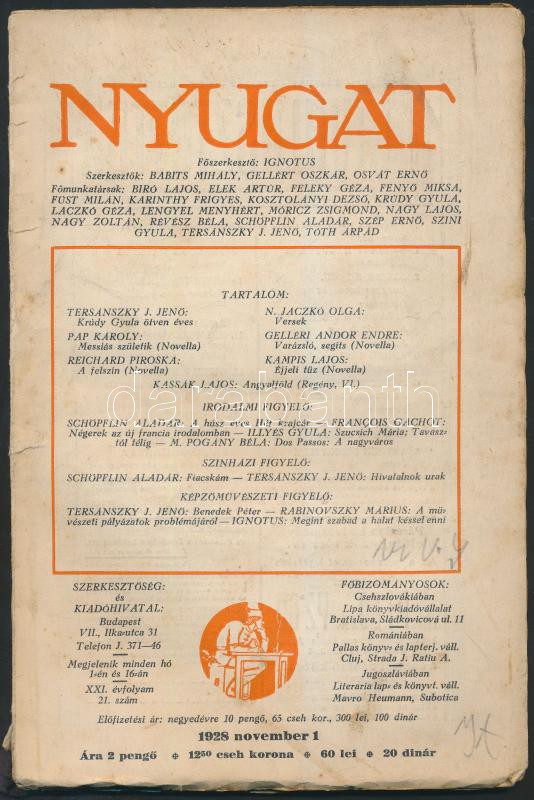 NYUGAT
Főszerkesztő: IGNOTUS
Szerkesztők: BABITS MIHÁLY, GELLÉRT OSZKÁR, OSVÁT ERNŐ
Főmunkatársak: BIRÓ LAJOS, ELEK ARTÚR, FELEKY GÉZA, FENYŐ MIKSA,
FÜST MILÁN, KARINTHY FRIGYES, KOSZTOLÁNYI DEZSŐ, KRÚDY GYULA,
LACZKÓ GÉZA, LENGYEL MENYHÉRT, MÓRICZ ZSIGMOND, NAGY LAJOS,
NAGY ZOLTÁN, RÉVÉSZ BÉLA, SCHÖPFLIN ALADÁR, SZÉP ERNŐ, SZINI
GYULA, TERSÁNSZKY J. JENŐ, TÓTH ÁRPÁD
TARTALOM:
TERSÁNSZKY J. JENŐ:
Krúdy Gyula ötven éves
PAP KÁROLY:
Messiás születik (Novella)
REICHARD PIROSKA:
A felszín (Novella)
N. JACZKÓ OLGA:
Versek
GELLÉRI ANDOR ENDRE:
Varázsló, segíts (Novella)
KAMPIS LAJOS:
Éjjeli tűz (Novella)
KASSÁK LAJOS: Angyalföld (Regény, VI.)
IRODALMI FIGYELŐ:
SCHÖPFLIN ALADÁR: A húsz éves Hét krajcár — FRANÇOIS GACHOT:
Négerek az új francia irodalomban — ILLYÉS GYULA: Szucsich Mária: Tavasz-
tól télig — M. POGÁNY BÉLA: Dos Passos: A nagyváros
SZINHÁZI FIGYELŐ:
SCHÖPFLIN ALADÁR: Fiacskám — TERSÁNSZKY J. JENŐ: Hivatalnok urak
KÉPZŐMŰVÉSZETI FIGYELŐ:
TERSÁNSZKY J. JENŐ: Benedek Péter — RABINOVSZKY MÁRIUS: A mű-
vészeti pályázatok problémájáról — IGNOTUS: Megint szabad a halat késsel enni
SZERKESZTŐSÉG:
és
KIADÓHIVATAL:
Budapest
VII., Ilka-utca 31
Telefon J. 371—46
Megjelenik minden hó
1-én és 16-án
XXI. évfolyam
21. szám
FŐBIZOMÁNYOSOK:
Csehszlovákiában
Lipa könyvkiadóvállalat
Bratislava, Sládkovicová ul. 11
Romániában
Pallas könyv- és lapterj. váll.
Cluj, Strada J. Ratiu A.
Jugoszláviában
Literaria lap- és könyvt. váll.
Mavro Heumann, Subotica
Előfizetési ár: negyedévre 10 pengő, 65 cseh kor., 300 lei, 100 dinár
1928 november 1
Ára 2 pengő + 12⁵⁰ cseh korona + 60 lei + 20 dinár
darabanth